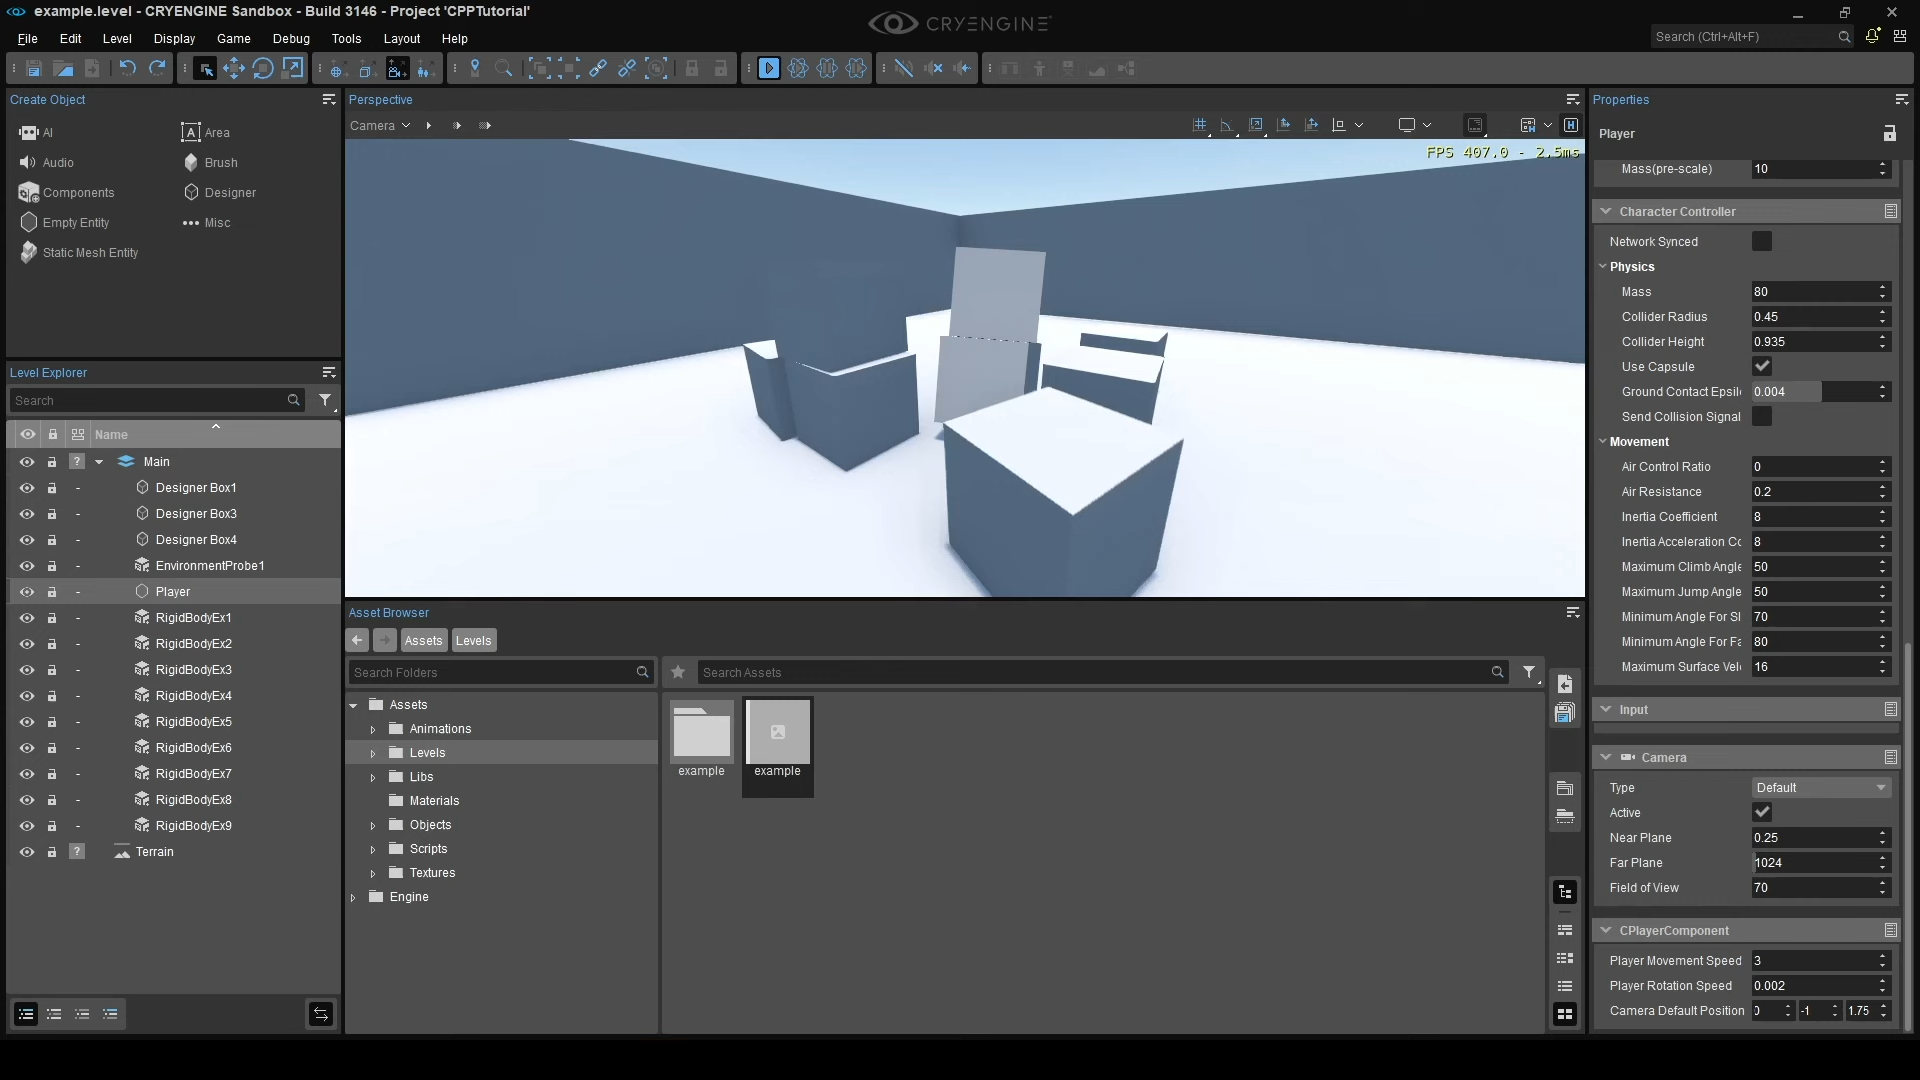 example.level - CRYENGINE Sandbox - Build 3146 - Project 'CPPTutorial'
CRYENGINE
File Edit Level Display Game Debug Tools Layout Help
Search (Ctrl+Alt+F)
Create Object
AI
Area
Audio
Brush
Components
Designer
Empty Entity
Misc
Static Mesh Entity
Level Explorer
Search
Name
? Main
- Designer Box1
- Designer Box3
- Designer Box4
- EnvironmentProbe1
- Player
- RigidBodyEx1
- RigidBodyEx2
- RigidBodyEx3
- RigidBodyEx4
- RigidBodyEx5
- RigidBodyEx6
- RigidBodyEx7
- RigidBodyEx8
- RigidBodyEx9
? Terrain
Perspective
Camera
FPS 407.0 - 2.5ms
Asset Browser
Assets Levels
Search Folders
Search Assets
Assets
Animations
Levels
Libs
Materials
Objects
Scripts
Textures
Engine
example
example
Properties
Player
Mass(pre-scale) 10
Character Controller
Network Synced
Physics
Mass 80
Collider Radius 0.45
Collider Height 0.935
Use Capsule
Ground Contact Epsil 0.004
Send Collision Signal
Movement
Air Control Ratio 0
Air Resistance 0.2
Inertia Coefficient 8
Inertia Acceleration Co 8
Maximum Climb Angle 50
Maximum Jump Angle 50
Minimum Angle For Sl 70
Minimum Angle For Fa 80
Maximum Surface Vel 16
Input
Camera
Type Default
Active
Near Plane 0.25
Far Plane 1024
Field of View 70
CPlayerComponent
Player Movement Speed 3
Player Rotation Speed 0.002
Camera Default Position 0 -1 1.75